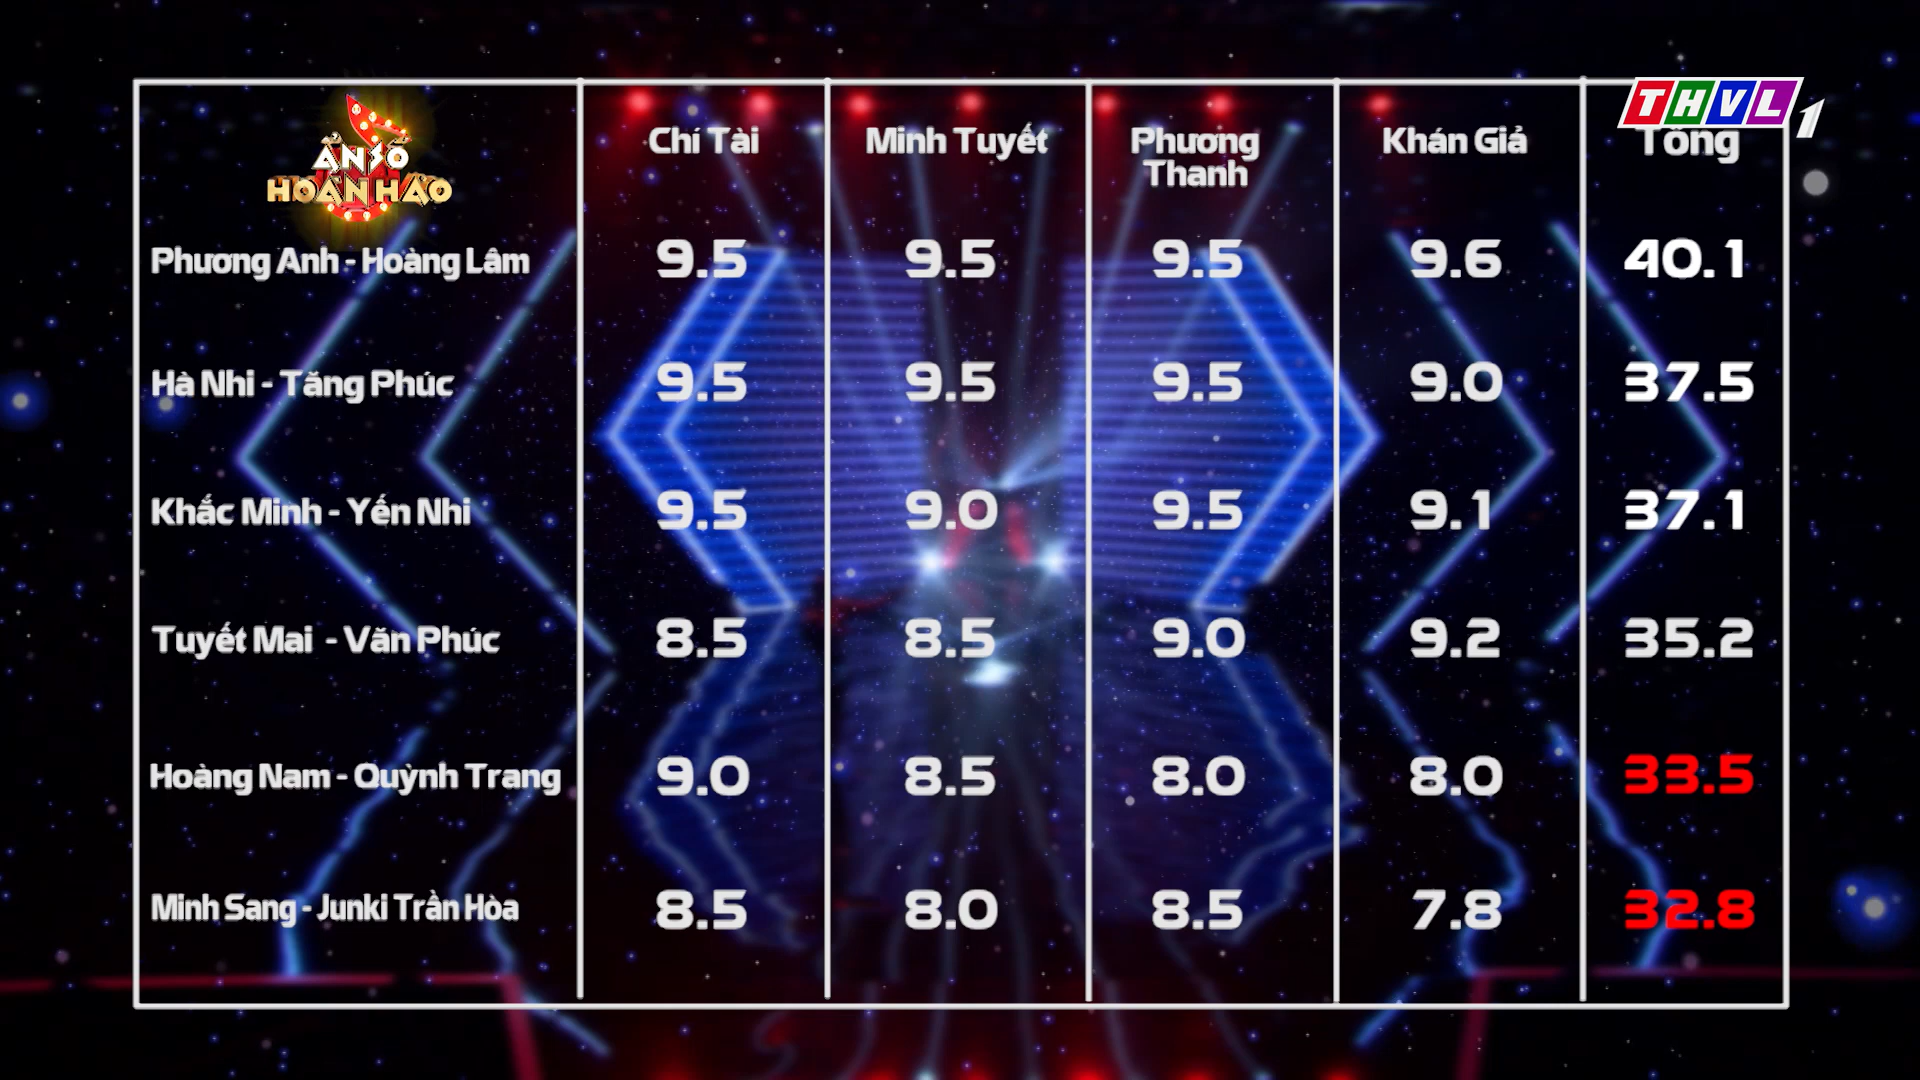 THVL1
ẨN SỐ
HOÀN HẢO
Chí Tài
Minh Tuyết
Phương
Thanh
Khán Giả
Tổng
Phương Anh - Hoàng Lâm 9.5 9.5 9.5 9.6 40.1
Hà Nhi - Tăng Phúc 9.5 9.5 9.5 9.0 37.5
Khắc Minh - Yến Nhi 9.5 9.0 9.5 9.1 37.1
Tuyết Mai - Văn Phúc 8.5 8.5 9.0 9.2 35.2
Hoàng Nam - Quỳnh Trang 9.0 8.5 8.0 8.0 33.5
Minh Sang - Junki Trần Hòa 8.5 8.0 8.5 7.8 32.8